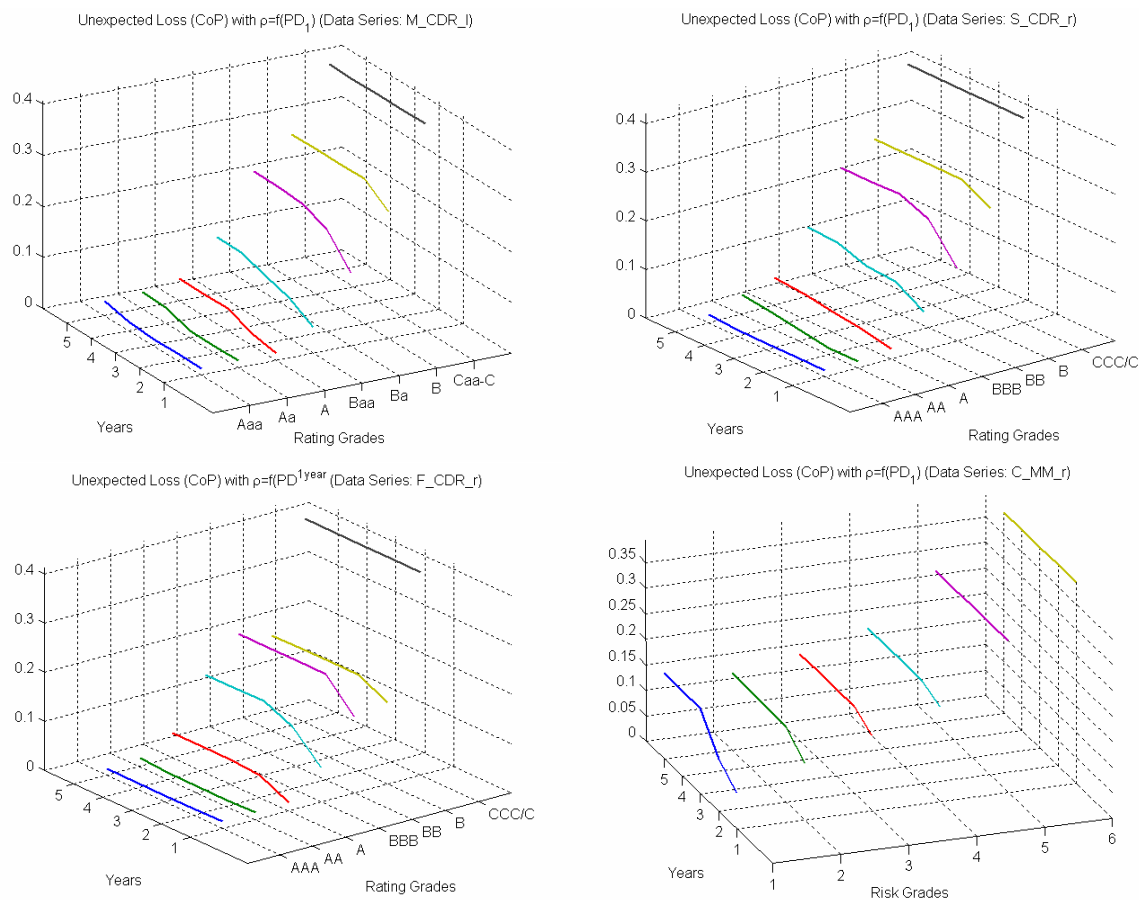 Unexpected Loss (CoP) with ρ=f(PD1) (Data Series: M_CDR_l)
0.4
0.3
0.2
0.1
0
5
4
3
2
1
Years
Aaa
Aa
A
Baa
Ba
B
Caa-C
Rating Grades
Unexpected Loss (CoP) with ρ=f(PD1) (Data Series: S_CDR_r)
0.4
0.3
0.2
0.1
0
5
4
3
2
1
Years
AAA
AA
A
BBB
BB
B
CCC/C
Rating Grades
Unexpected Loss (CoP) with ρ=f(PD1year (Data Series: F_CDR_r)
0.4
0.3
0.2
0.1
0
5
4
3
2
1
Years
AAA
AA
A
BBB
BB
B
CCC/C
Rating Grades
Unexpected Loss (CoP) with ρ=f(PD1) (Data Series: C_MM_r)
0.35
0.3
0.25
0.2
0.15
0.1
0.05
0
5
4
3
2
1
Years
1
2
3
4
5
6
Risk Grades